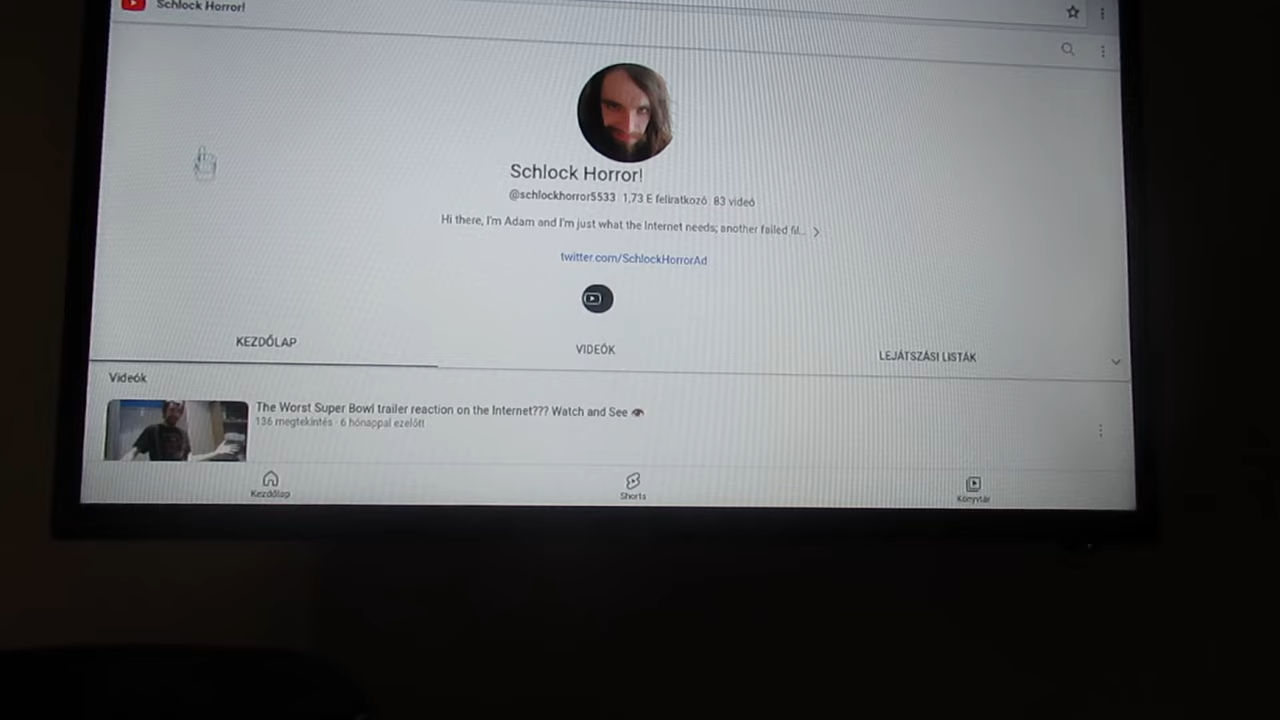 Schlock Horror!
Schlock Horror!
@schlockhorror5533 1,73 E feliratkozó 83 videó
Hi there, I'm Adam and I'm just what the Internet needs; another failed fil...
twitter.com/SchlockHorrorAd
KEZDŐLAP
VIDEÓK
LEJÁTSZÁSI LISTÁK
Videók
The Worst Super Bowl trailer reaction on the Internet??? Watch and See 👁
136 megtekintés · 6 hónappal ezelőtt
Kezdőlap
Shorts
Könyvtár